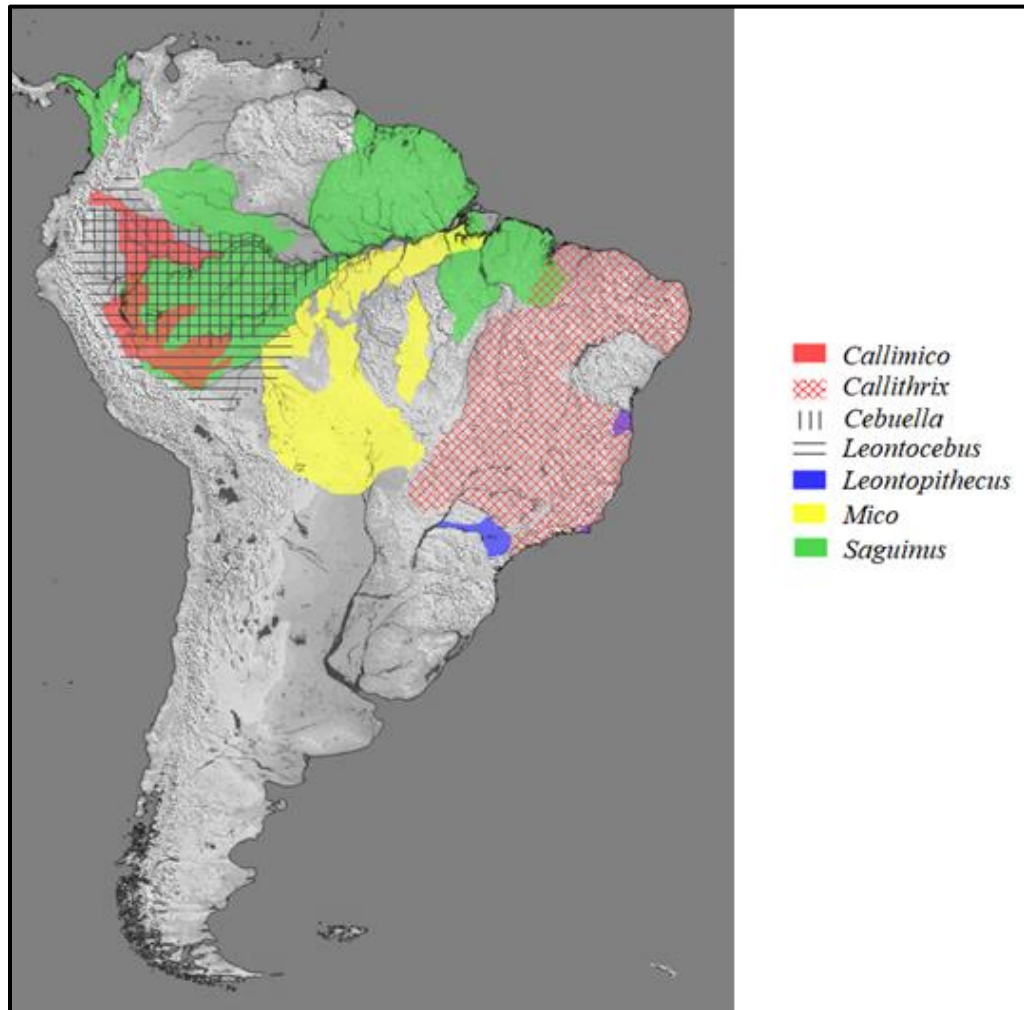 Callimico
Callithrix
Cebuella
Leontocebus
Leontopithecus
Mico
Saguinus